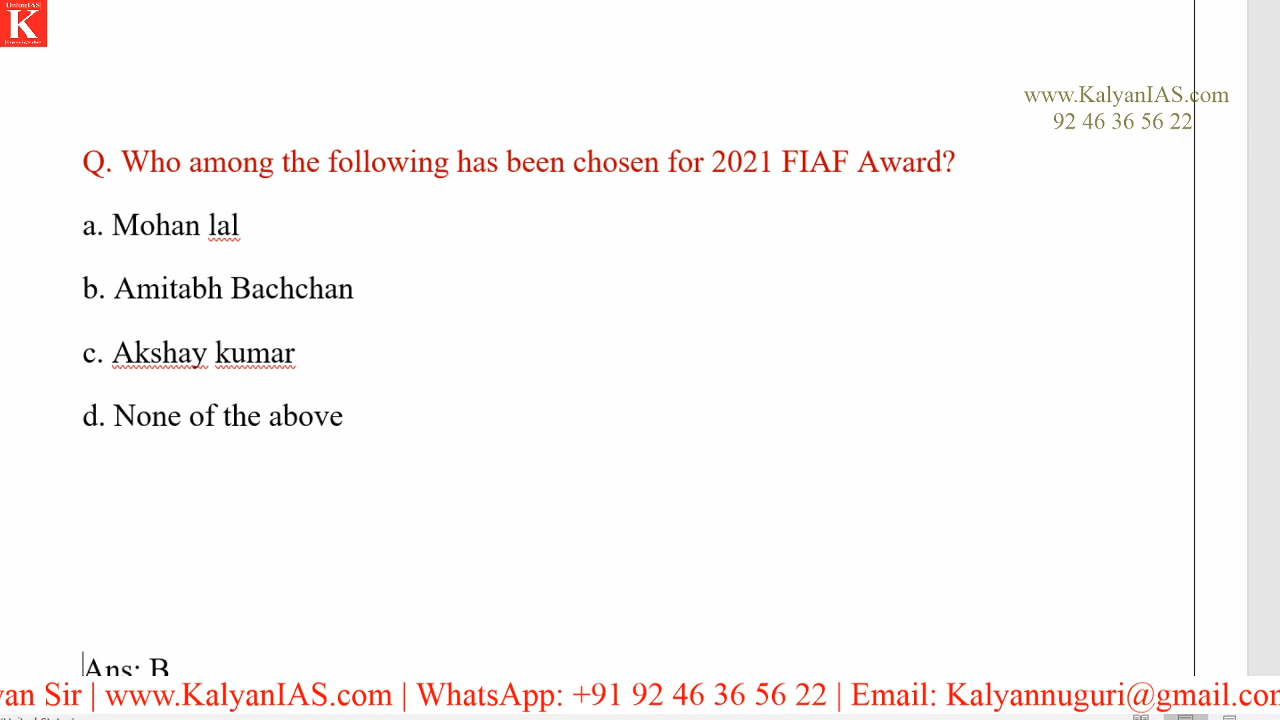 OnlineIAS
K
www.KalyanIAS.com
92 46 36 56 22
Q. Who among the following has been chosen for 2021 FIAF Award?
a. Mohan lal
b. Amitabh Bachchan
c. Akshay kumar
d. None of the above
Ans: B
yan Sir | www.KalyanIAS.com | WhatsApp: +91 92 46 36 56 22 | Email: Kalyannuguri@gmail.com